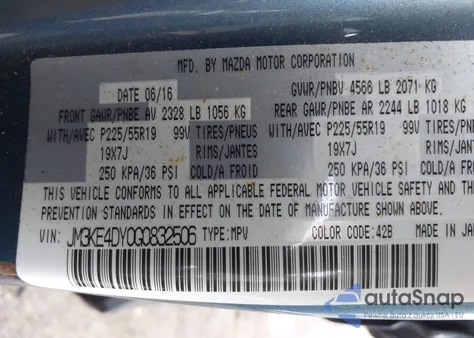 MFD. BY MAZDA MOTOR CORPORATION
DATE 06/16 GVWR/PNBV 4566 LB 2071 KG
FRONT GAWR/PNBE AV 2328 LB 1056 KG REAR GAWR/PNBE AR 2244 LB 1018 KG
WITH/AVEC P225/55R19 99V TIRES/PNEUS WITH/AVEC P225/55R19 99V
19X7J RIMS/JANTES 19X7J
250 KPA/36 PSI COLD/A FROID 250 KPA/36 PSI COLD/A
THIS VEHICLE CONFORMS TO ALL APPLICABLE FEDERAL MOTOR VEHICLE SAFETY AND
PREVENTION STANDARDS IN EFFECT ON THE DATE OF MANUFACTURE SHOWN ABOVE.
VIN: JM3KE4DY0G0832506 TYPE: MPV COLOR CODE: 42B MADE IN JA
autoSnap